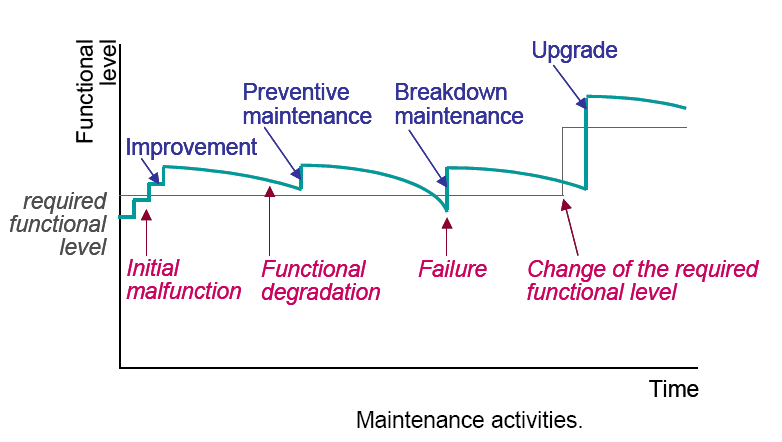 Functional
level
Upgrade
Preventive
maintenance
Breakdown
maintenance
Improvement
required
functional
level
Initial
malfunction
Functional
degradation
Failure
Change of the required
functional level
Time
Maintenance activities.